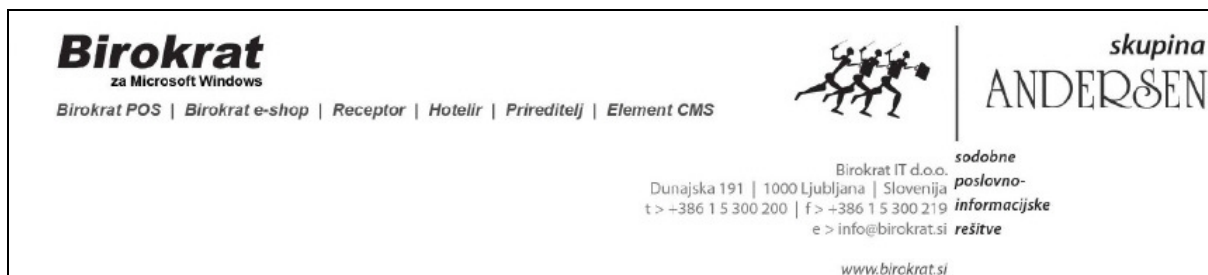 Birokrat
za Microsoft Windows
Birokrat POS | Birokrat e-shop | Receptor | Hotelir | Prireditelj | Element CMS
skupina
ANDERSEN
Birokrat IT d.o.o.
Dunajska 191 | 1000 Ljubljana | Slovenija
t > +386 1 5 300 200 | f > +386 1 5 300 219
e > info@birokrat.si
www.birokrat.si
sodobne
poslovno-
informacijske
rešitve